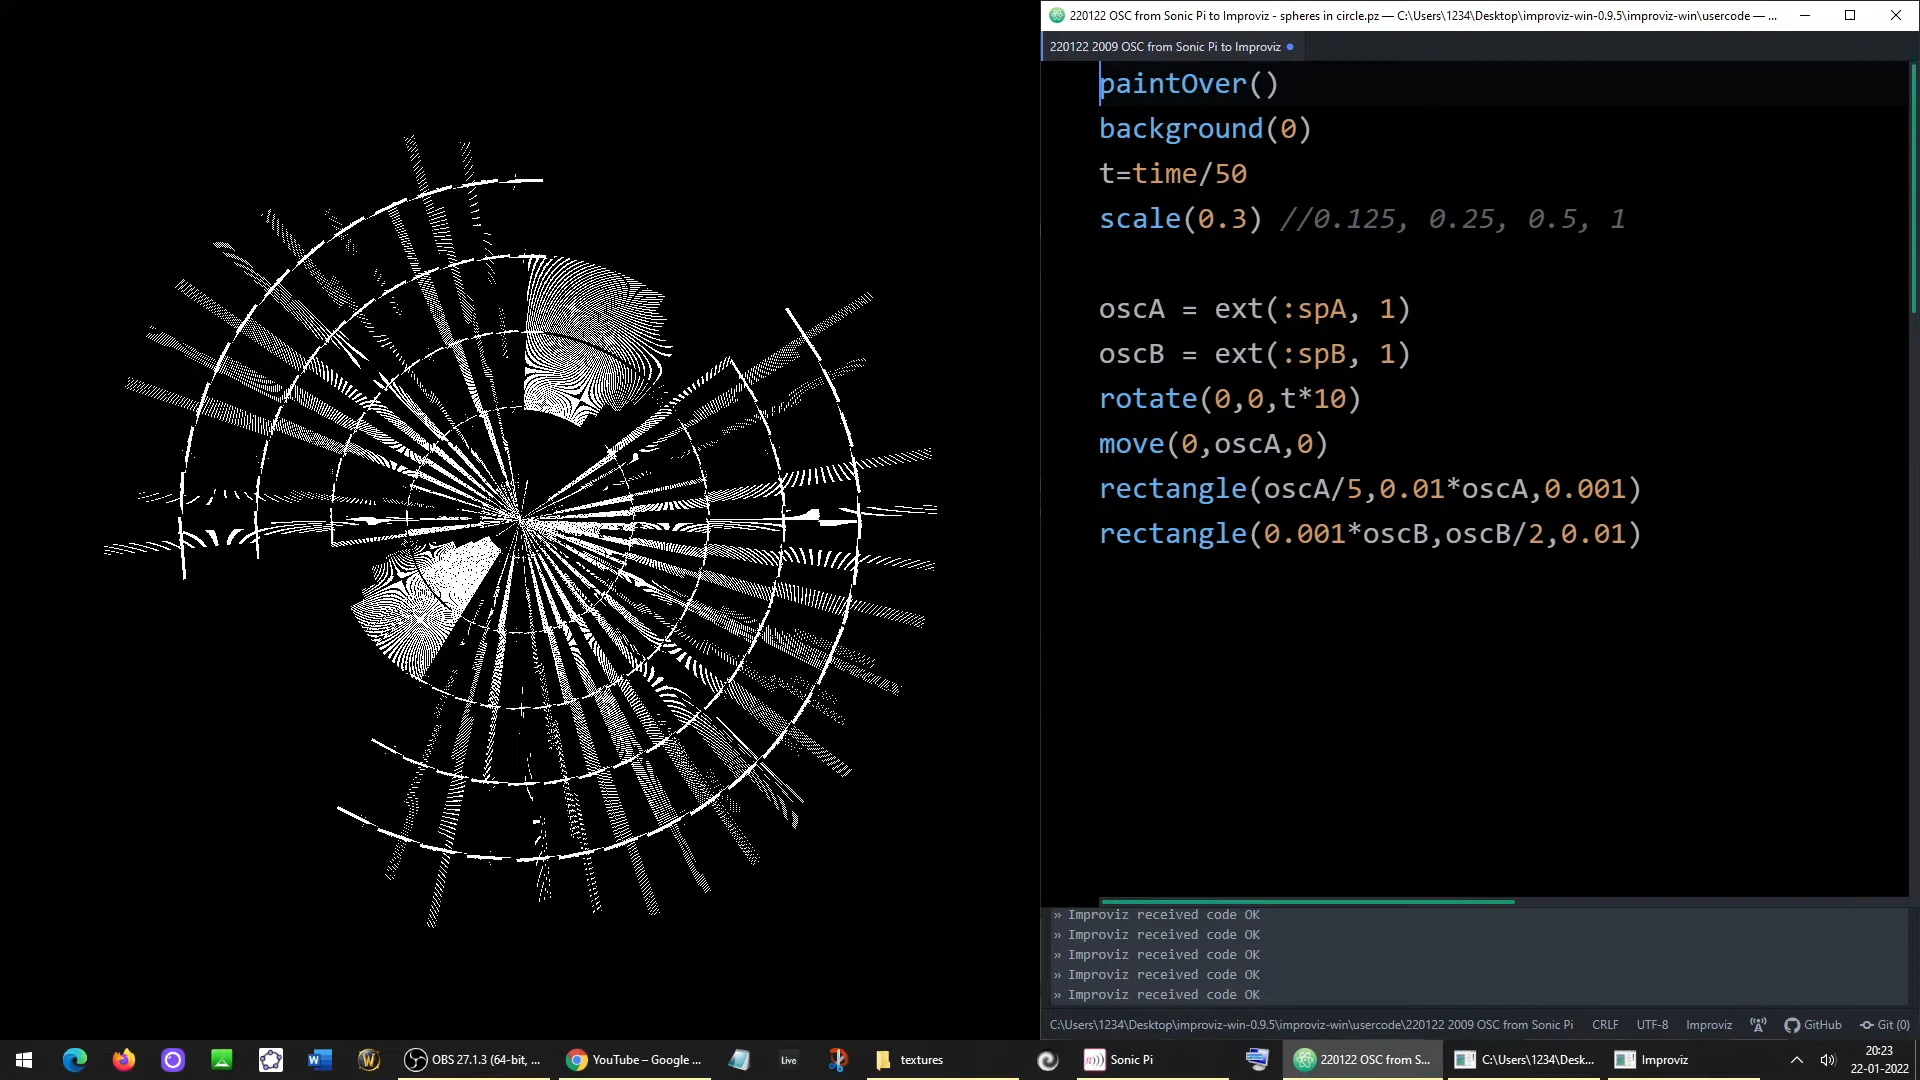 220122 OSC from Sonic Pi to Improviz - spheres in circle.pz — C:\Users\1234\Desktop\improviz-win-0.9.5\improviz-win\usercode — ...
220122 2009 OSC from Sonic Pi to Improviz
paintOver()
background(0)
t=time/50
scale(0.3) //0.125, 0.25, 0.5, 1
oscA = ext(:spA, 1)
oscB = ext(:spB, 1)
rotate(0,0,t*10)
move(0,oscA,0)
rectangle(oscA/5,0.01*oscA,0.001)
rectangle(0.001*oscB,oscB/2,0.01)
» Improviz received code OK
» Improviz received code OK
» Improviz received code OK
» Improviz received code OK
» Improviz received code OK
C:\Users\1234\Desktop\improviz-win-0.9.5\improviz-win\usercode\220122 2009 OSC from Sonic Pi CRLF UTF-8 Improviz GitHub Git (0)
OBS 27.1.3 (64-bit, ... YouTube – Google ... Live textures Sonic Pi 220122 OSC from S... C:\Users\1234\Desk... Improviz 20:23
22-01-2022